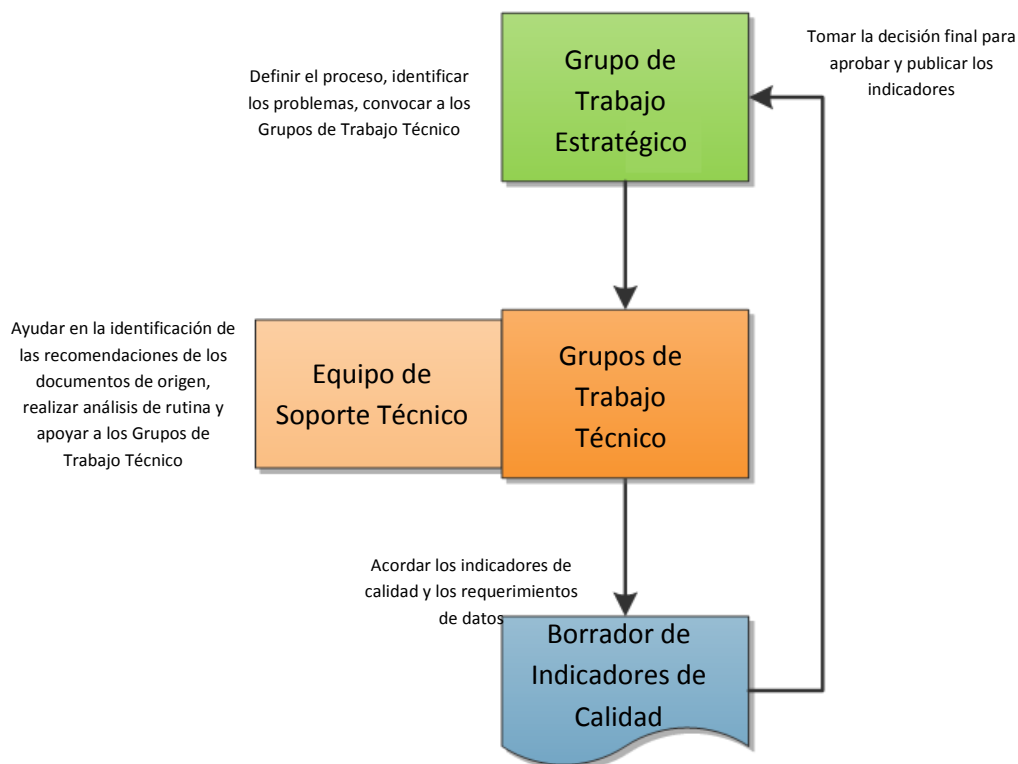 Definir el proceso, identificar
los problemas, convocar a los
Grupos de Trabajo Técnico
Grupo de
Trabajo
Estratégico
Tomar la decisión final para
aprobar y publicar los
indicadores
Ayudar en la identificación de
las recomendaciones de los
documentos de origen,
realizar análisis de rutina y
apoyar a los Grupos de
Trabajo Técnico
Equipo de
Soporte Técnico
Grupos de
Trabajo
Técnico
Acordar los indicadores de
calidad y los requerimientos
de datos
Borrador de
Indicadores de
Calidad